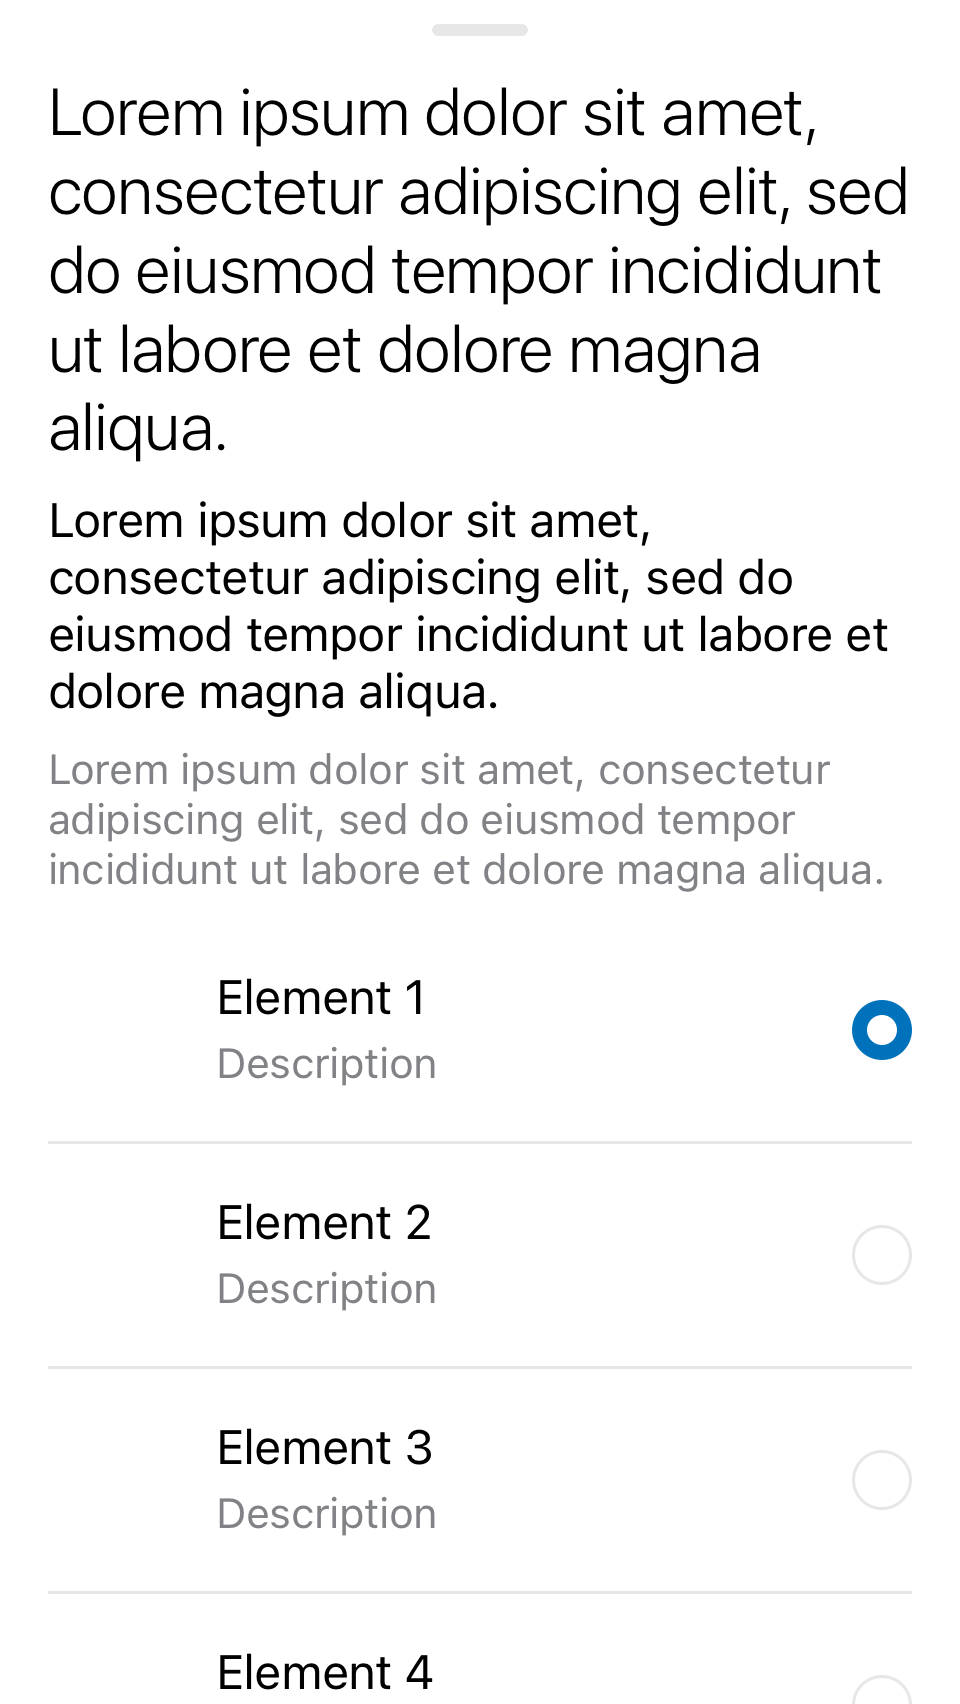 Lorem ipsum dolor sit amet,
consectetur adipiscing elit, sed
do eiusmod tempor incididunt
ut labore et dolore magna
aliqua.
Lorem ipsum dolor sit amet,
consectetur adipiscing elit, sed do
eiusmod tempor incididunt ut labore et
dolore magna aliqua.
Lorem ipsum dolor sit amet, consectetur
adipiscing elit, sed do eiusmod tempor
incididunt ut labore et dolore magna aliqua.
Element 1
Description
Element 2
Description
Element 3
Description
Element 4